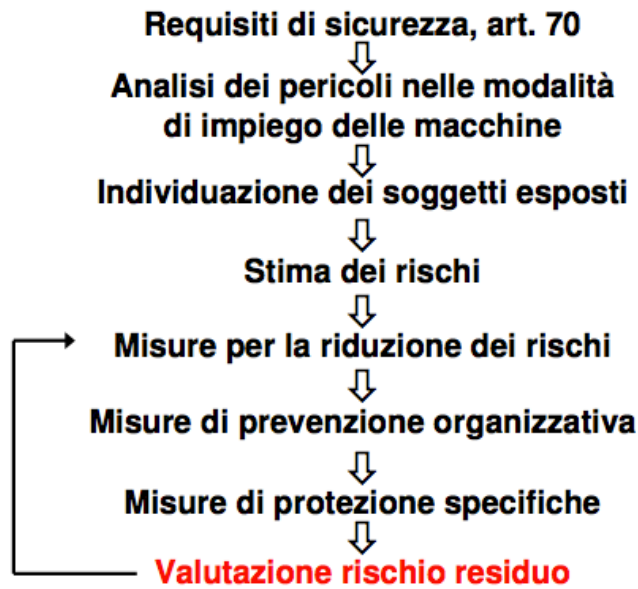 Requisiti di sicurezza, art. 70
Analisi dei pericoli nelle modalità
di impiego delle macchine
Individuazione dei soggetti esposti
Stima dei rischi
Misure per la riduzione dei rischi
Misure di prevenzione organizzativa
Misure di protezione specifiche
Valutazione rischio residuo